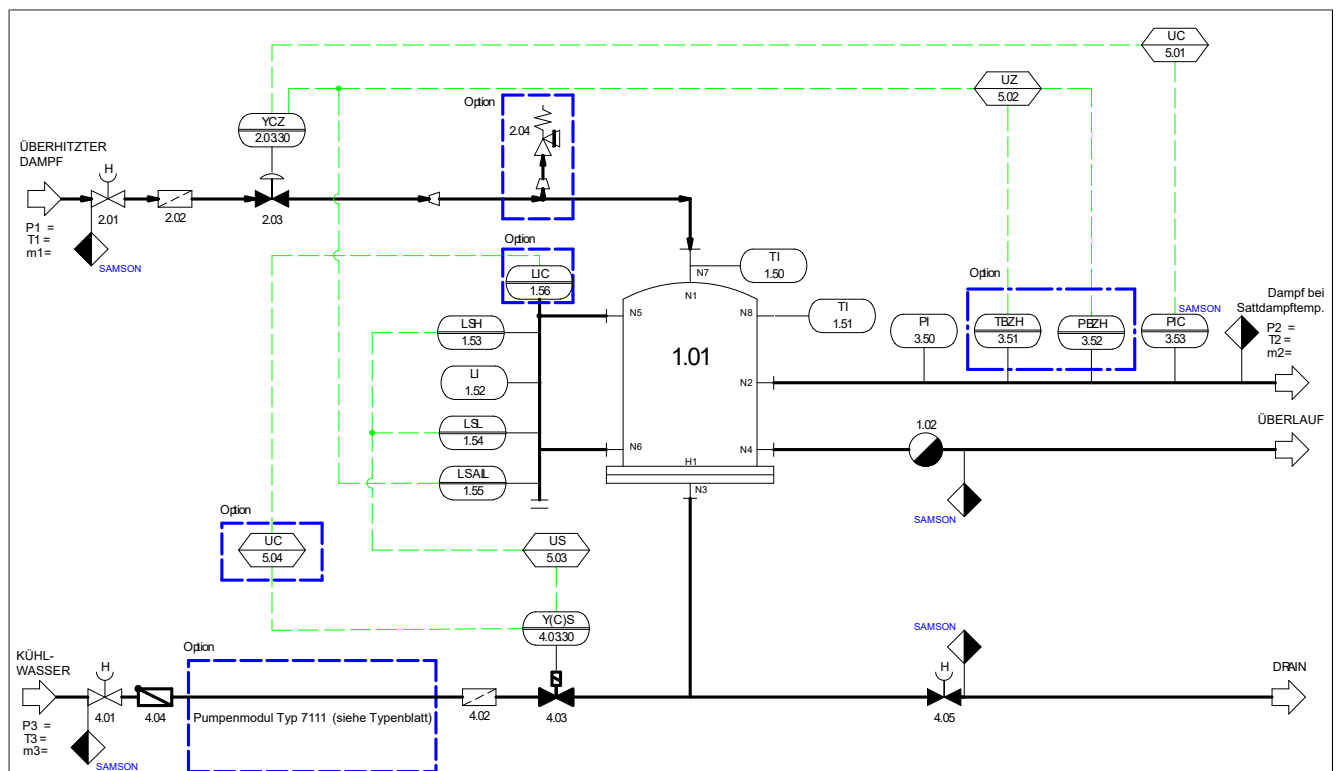 UC
5.01
UZ
5.02
Option
2.04
YCZ
2.03.30
ÜBERHITZTER
DAMPF
H
2.01
2.02
2.03
P1 =
T1 =
m1=
SAMSON
Option
LIC
1.56
N7
TI
1.50
N1
N5
N8
TI
1.51
LSH
1.53
LI
1.52
LSL
1.54
LSAlL
1.55
1.01
N2
N6
N4
H1
N3
Option
PI
3.50
TBZH
3.51
PBZH
3.52
SAMSON
PIC
3.53
Dampf bei
Sattdampftemp.
P2 =
T2 =
m2=
1.02
ÜBERLAUF
SAMSON
Option
UC
5.04
US
5.03
Y(C)S
4.03.30
Option
KÜHL-
WASSER
H
4.01
4.04
Pumpenmodul Typ 7111 (siehe Typenblatt)
4.02
4.03
SAMSON
H
4.05
DRAIN
P3 =
T3 =
m3=
SAMSON